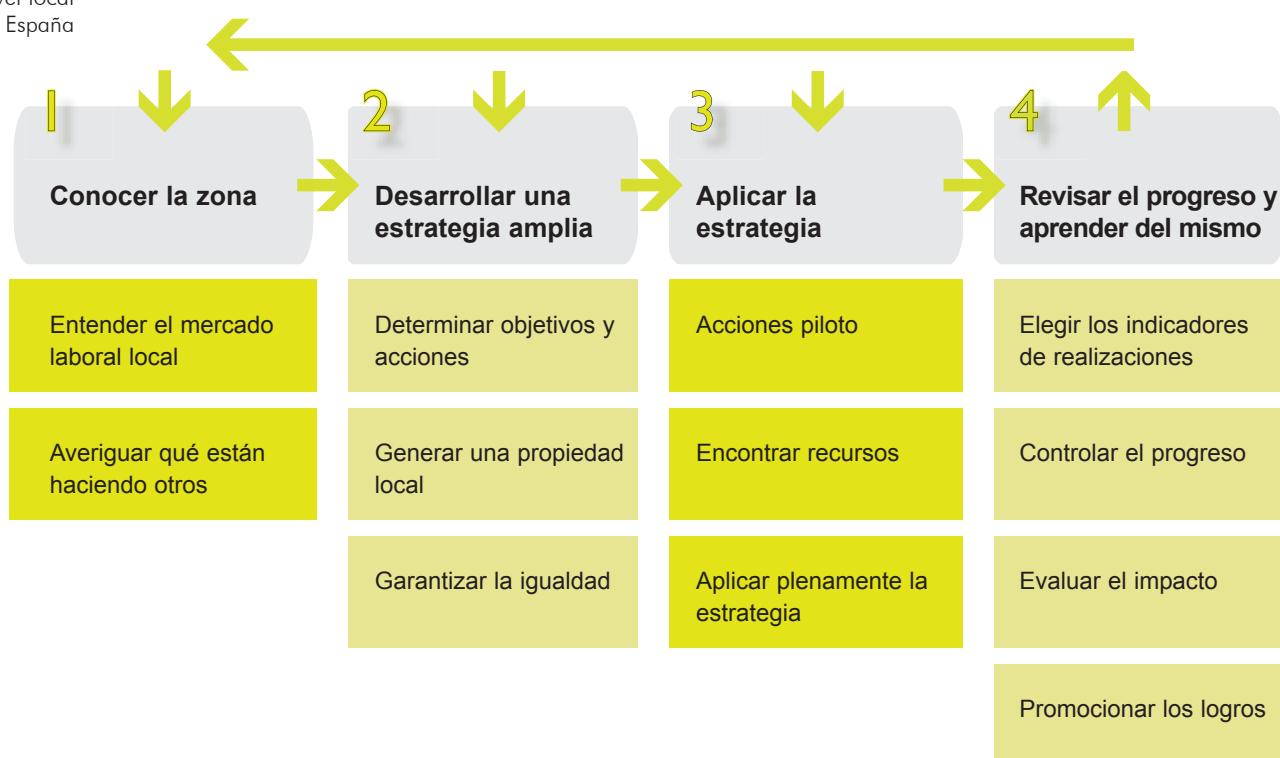 local
España
1
Conocer la zona
Entender el mercado
laboral local
Averiguar qué están
haciendo otros
2
Desarrollar una
estrategia amplia
Determinar objetivos y
acciones
Generar una propiedad
local
Garantizar la igualdad
3
Aplicar la
estrategia
Acciones piloto
Encontrar recursos
Aplicar plenamente la
estrategia
4
Revisar el progreso y
aprender del mismo
Elegir los indicadores
de realizaciones
Controlar el progreso
Evaluar el impacto
Promocionar los logros